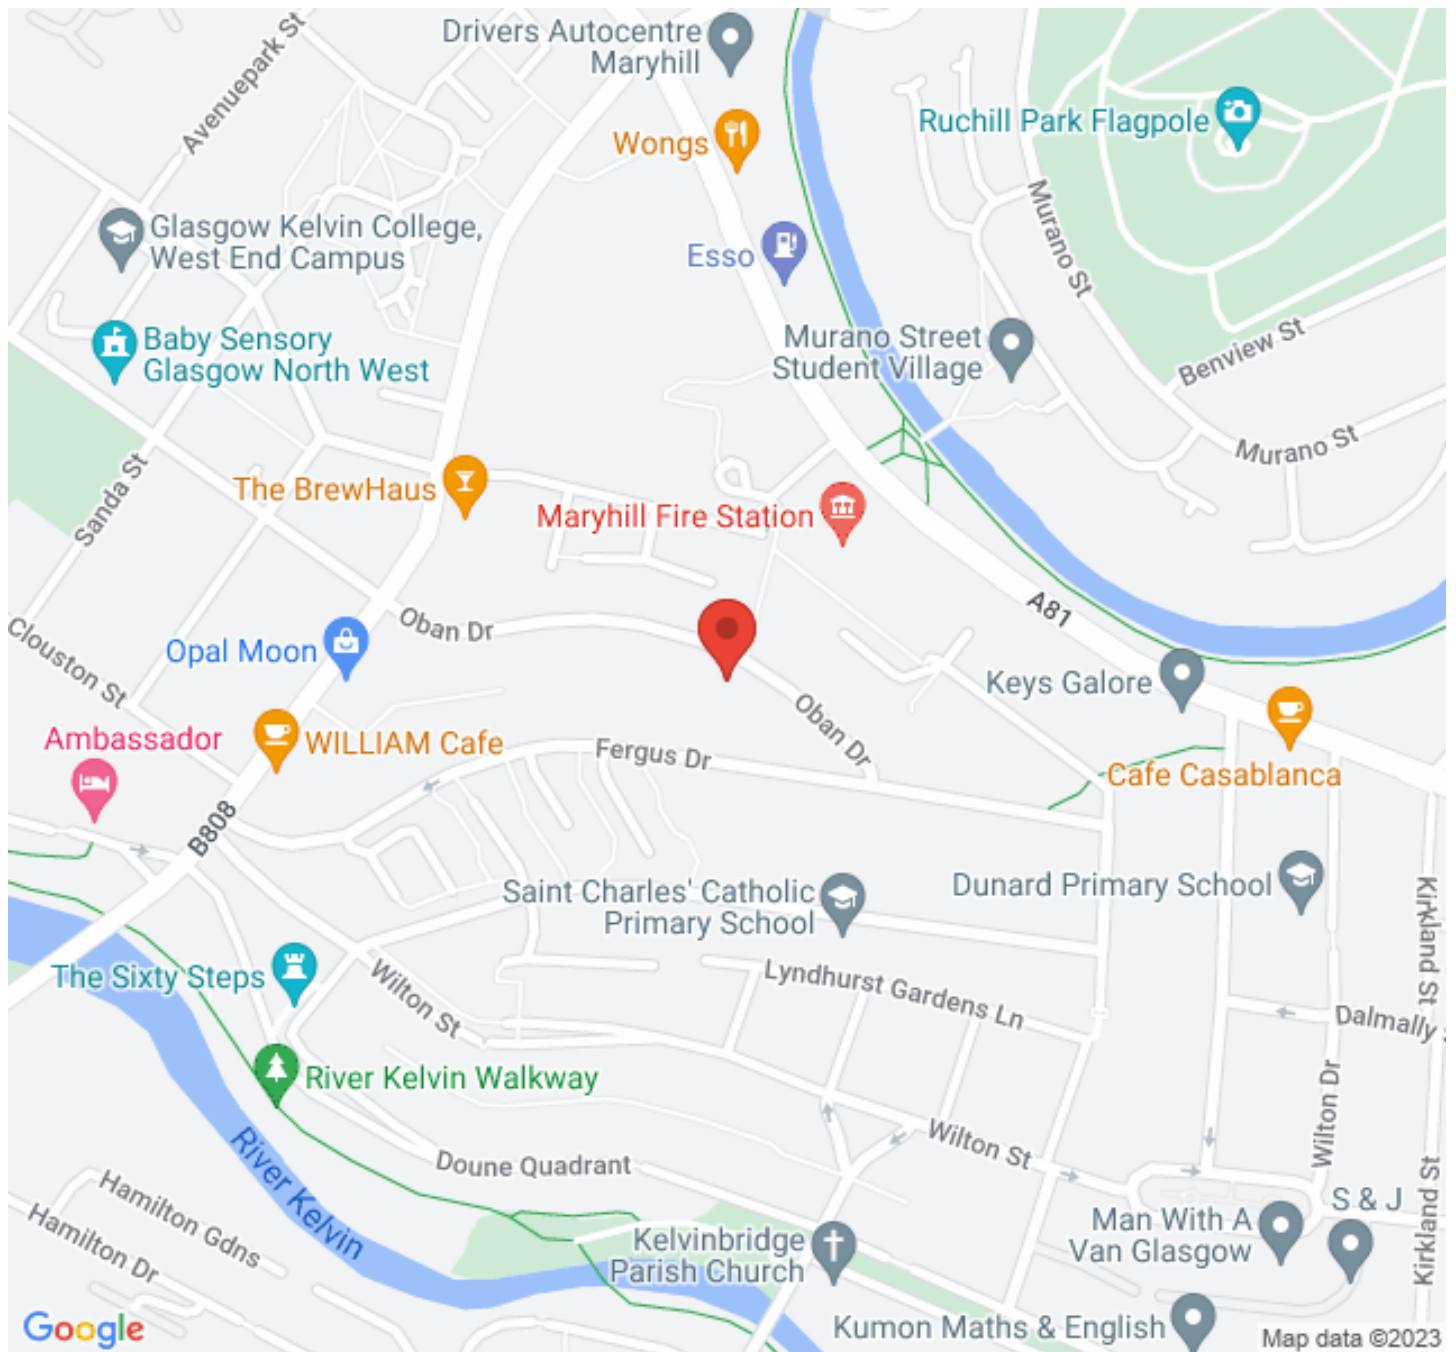 Drivers Autocentre
Maryhill
Avenuepark St
Ruchill Park Flagpole
Wongs
Glasgow Kelvin College,
West End Campus
Esso
Murano St
Baby Sensory
Glasgow North West
Murano Street
Student Village
Benview St
Murano St
Sanda St
The BrewHaus
Maryhill Fire Station
A81
Clouston St
Oban Dr
Opal Moon
Keys Galore
Oban Dr
Ambassador
WILLIAM Cafe
Fergus Dr
Cafe Casablanca
B808
Saint Charles' Catholic
Primary School
Dunard Primary School
Kirkland St
The Sixty Steps
Wilton St
Lyndhurst Gardens Ln
Dalmally
River Kelvin Walkway
Wilton Dr
River Kelvin
Doune Quadrant
Wilton St
Kirkland St
Hamilton Gdns
Hamilton Dr
Kelvinbridge
Parish Church
Man With A
Van Glasgow
S & J
Kumon Maths & English
Google
Map data ©2023